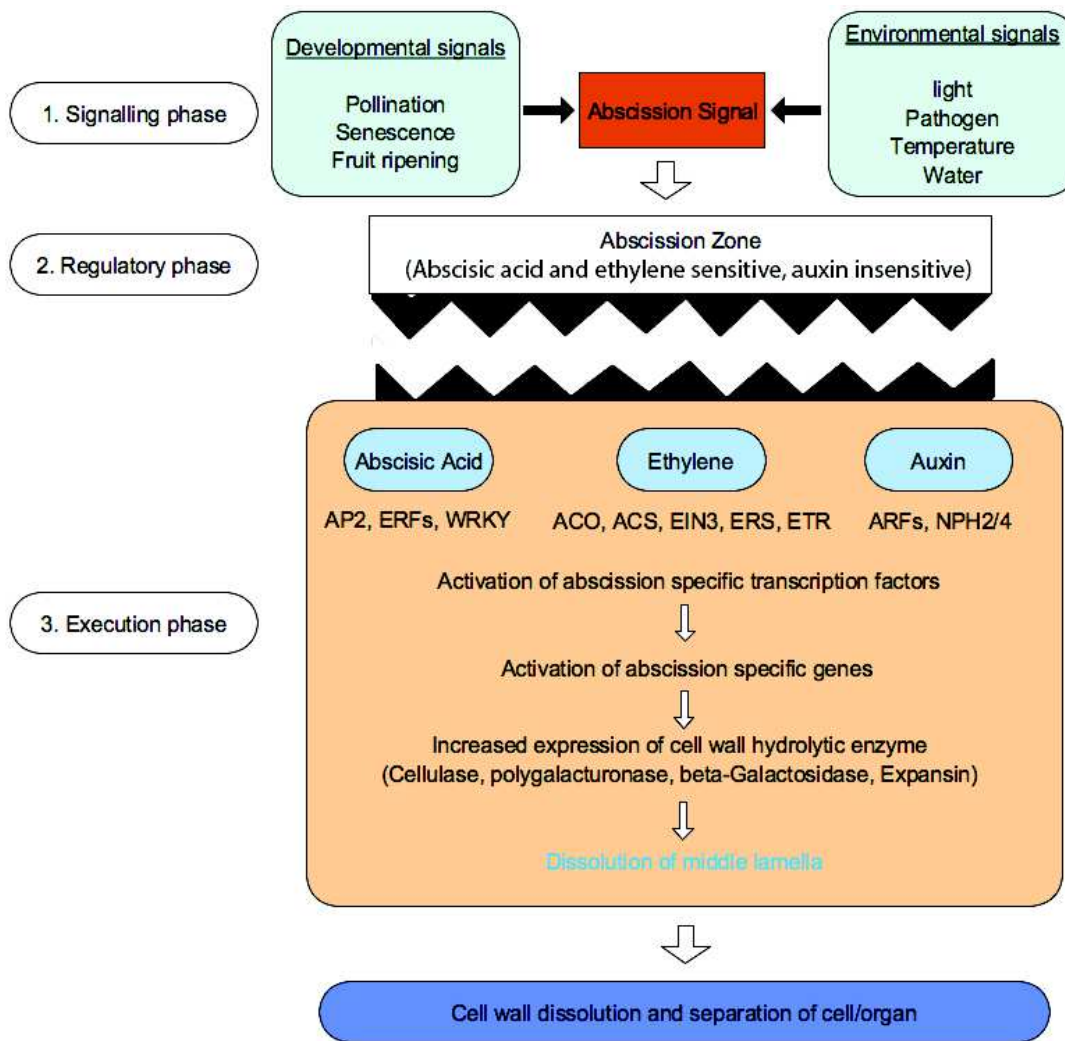 Developmental signals
Pollination
Senescence
Fruit ripening
Abscission Signal
Environmental signals
light
Pathogen
Temperature
Water
1. Signalling phase
2. Regulatory phase
Abscission Zone
(Abscisic acid and ethylene sensitive, auxin insensitive)
3. Execution phase
Abscisic Acid
Ethylene
Auxin
AP2, ERFs, WRKY
ACO, ACS, EIN3, ERS, ETR
ARFs, NPH2/4
Activation of abscission specific transcription factors
Activation of abscission specific genes
Increased expression of cell wall hydrolytic enzyme
(Cellulase, polygalacturonase, beta-Galactosidase, Expansin)
Dissolution of middle lamella
Cell wall dissolution and separation of cell/organ